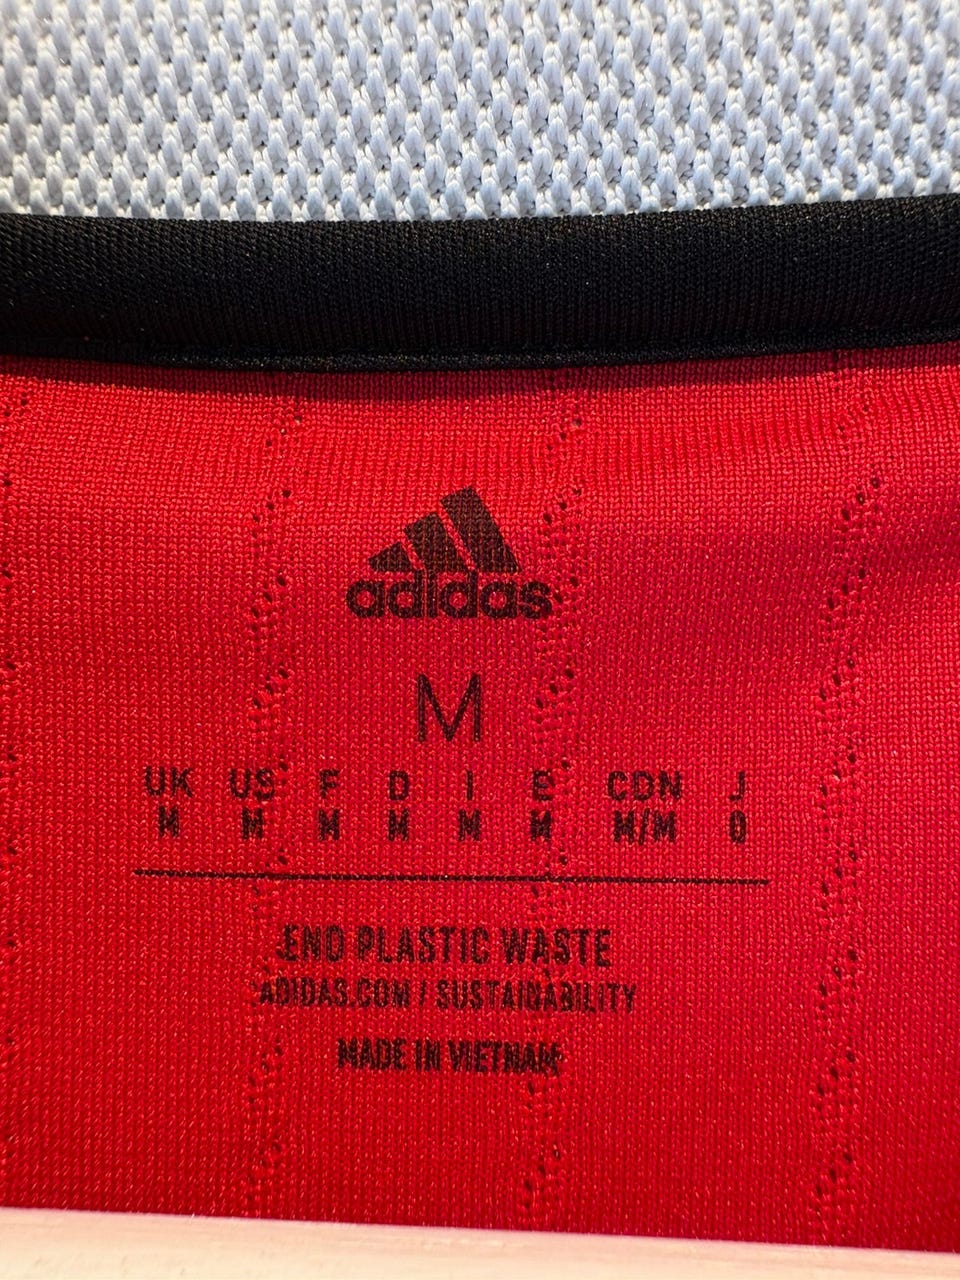 adidas
M
UK US F D I E CDN J
M M M M M M M/M O
END PLASTIC WASTE
ADIDAS.COM / SUSTAINABILITY
MADE IN VIETNAM